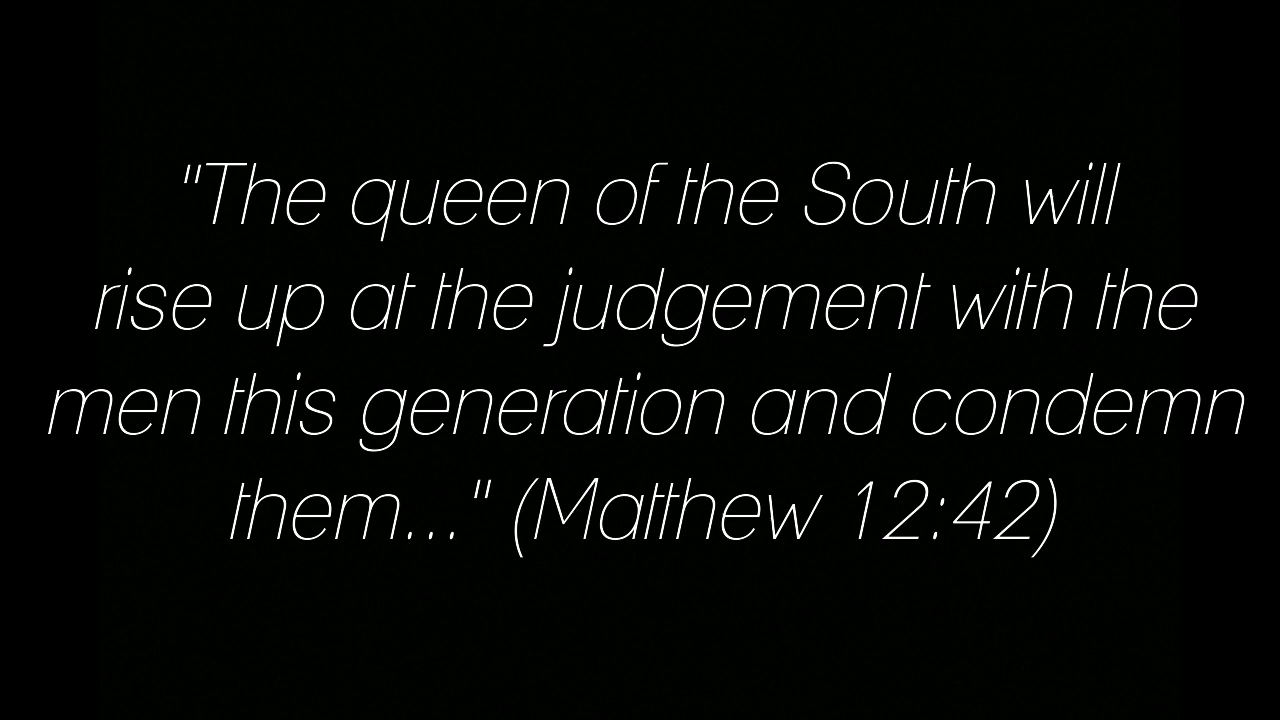 "The queen of the South will
rise up at the judgement with the
men this generation and condemn
them..." (Matthew 12:42)